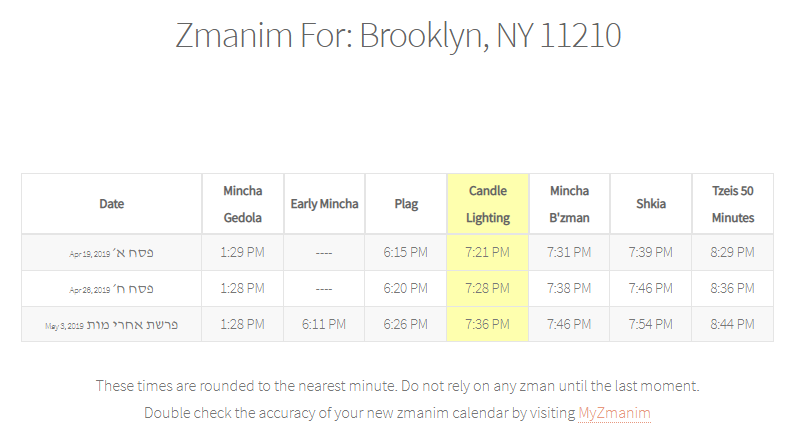 Zmanim For: Brooklyn, NY 11210
Date Mincha Gedola Early Mincha Plag Candle Lighting Mincha B'zman Shkia Tzeis 50 Minutes
פסח א׳ Apr 19, 2019 1:29 PM ---- 6:15 PM 7:21 PM 7:31 PM 7:39 PM 8:29 PM
פסח ח׳ Apr 26, 2019 1:28 PM ---- 6:20 PM 7:28 PM 7:38 PM 7:46 PM 8:36 PM
פרשת אחרי מות May 3, 2019 1:28 PM 6:11 PM 6:26 PM 7:36 PM 7:46 PM 7:54 PM 8:44 PM
These times are rounded to the nearest minute. Do not rely on any zman until the last moment.
Double check the accuracy of your new zmanim calendar by visiting MyZmanim